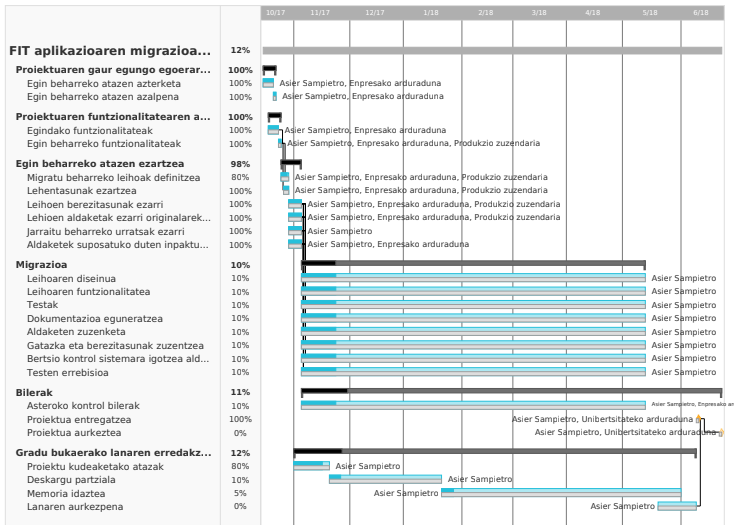 10/17 11/17 12/17 1/18 2/18 3/18 4/18 5/18 6/18
FIT aplikazioaren migrazioa... 12%
Proiektuaren gaur egungo egoerar... 100%
Egin beharreko atazen azterketa 100% Asier Sampietro, Enpresako arduraduna
Egin beharreko atazen azalpena 100% Asier Sampietro, Enpresako arduraduna
Proiektuaren funtzionalitatearen a... 100%
Egindako funtzionalitateak 100% Asier Sampietro, Enpresako arduraduna
Egin beharreko funtzionalitateak 100% Asier Sampietro, Enpresako arduraduna, Produkzio zuzendaria
Egin beharreko atazen ezartzea 98%
Migratu beharreko leihoak definitzea 80% Asier Sampietro, Enpresako arduraduna, Produkzio zuzendaria
Lehentasunak ezartzea 100% Asier Sampietro, Enpresako arduraduna, Produkzio zuzendaria
Leihoen berezitasunak ezarri 100% Asier Sampietro, Enpresako arduraduna, Produkzio zuzendaria
Lehioen aldaketak ezarri originalarek... 100% Asier Sampietro, Enpresako arduraduna, Produkzio zuzendaria
Jarraitu beharreko urratsak ezarri 100% Asier Sampietro
Aldaketek suposatuko duten inpaktu... 100% Asier Sampietro, Enpresako arduraduna
Migrazioa 10%
Leihoaren diseinua 10% Asier Sampietro
Leihoaren funtzionalitatea 10% Asier Sampietro
Testak 10% Asier Sampietro
Dokumentazioa eguneratzea 10% Asier Sampietro
Aldaketen zuzenketa 10% Asier Sampietro
Gatazka eta berezitasunak zuzentzea 10% Asier Sampietro
Bertsio kontrol sistemara igotzea ald... 10% Asier Sampietro
Testen errebisioa 10% Asier Sampietro
Bilerak 11%
Asteroko kontrol bilerak 10% Asier Sampietro, Enpresako ar
Proiektua entregatzea 100% Asier Sampietro, Unibertsitateko arduraduna
Proiektua aurkeztea 0% Asier Sampietro, Unibertsitateko arduraduna
Gradu bukaerako lanaren erredakz... 12%
Proiektu kudeaketako atazak 80% Asier Sampietro
Deskargu partziala 10% Asier Sampietro
Memoria idaztea 5% Asier Sampietro
Lanaren aurkezpena 0% Asier Sampietro